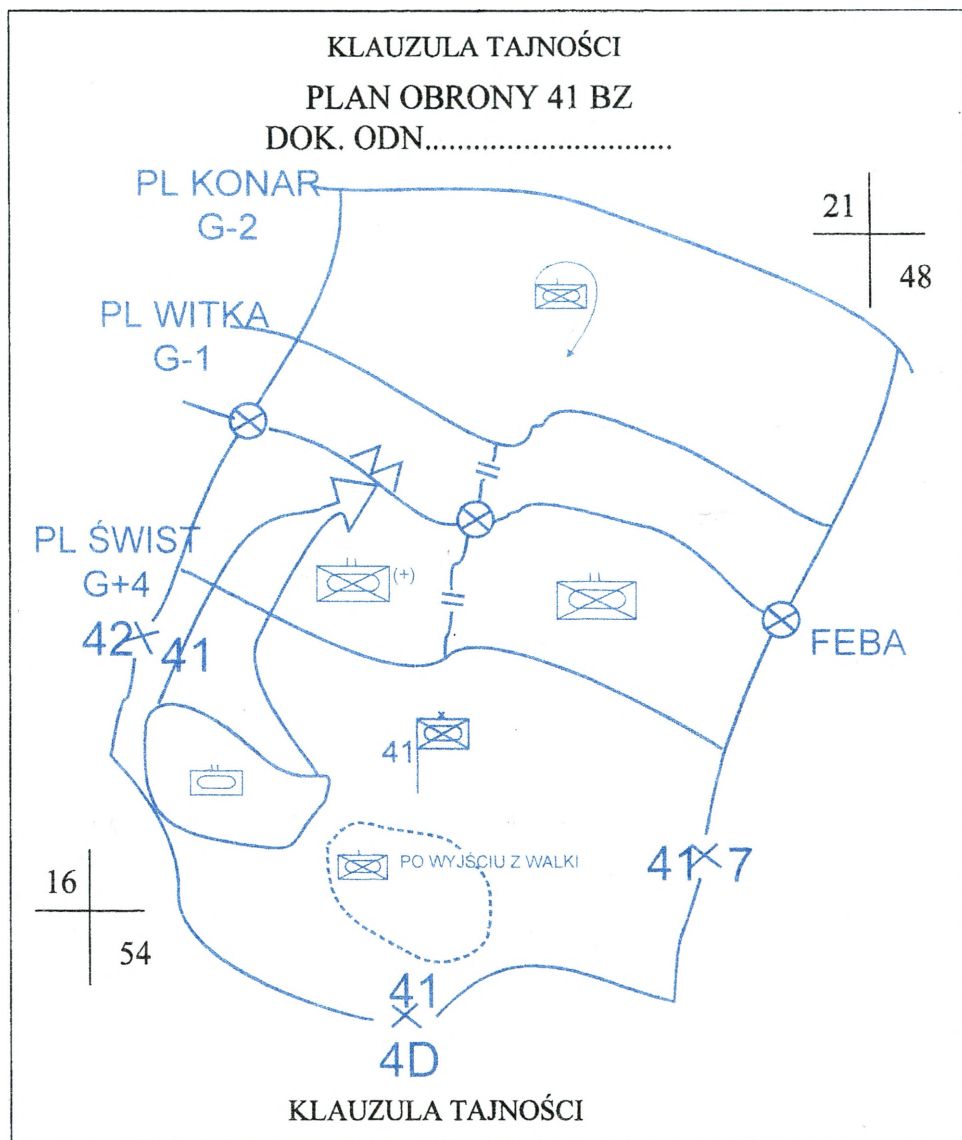 KLAUZULA TAJNOŚCI
PLAN OBRONY 41 BZ
DOK. ODN.............................
PL KONAR
G-2
21
48
PL WITKA
G-1
PL ŚWIST
G+4
(+)
42 41
FEBA
41
41 7
PO WYJŚCIU Z WALKI
16
54
41
4D
KLAUZULA TAJNOŚCI